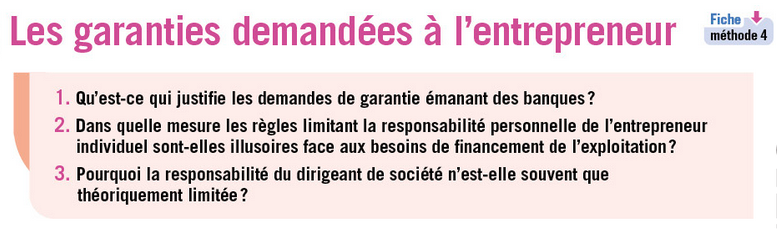 Les garanties demandées à l'entrepreneur
Fiche
méthode 4
1. Qu'est-ce qui justifie les demandes de garantie émanant des banques ?
2. Dans quelle mesure les règles limitant la responsabilité personnelle de l'entrepreneur
individuel sont-elles illusoires face aux besoins de financement de l'exploitation ?
3. Pourquoi la responsabilité du dirigeant de société n'est-elle souvent que
théoriquement limitée ?